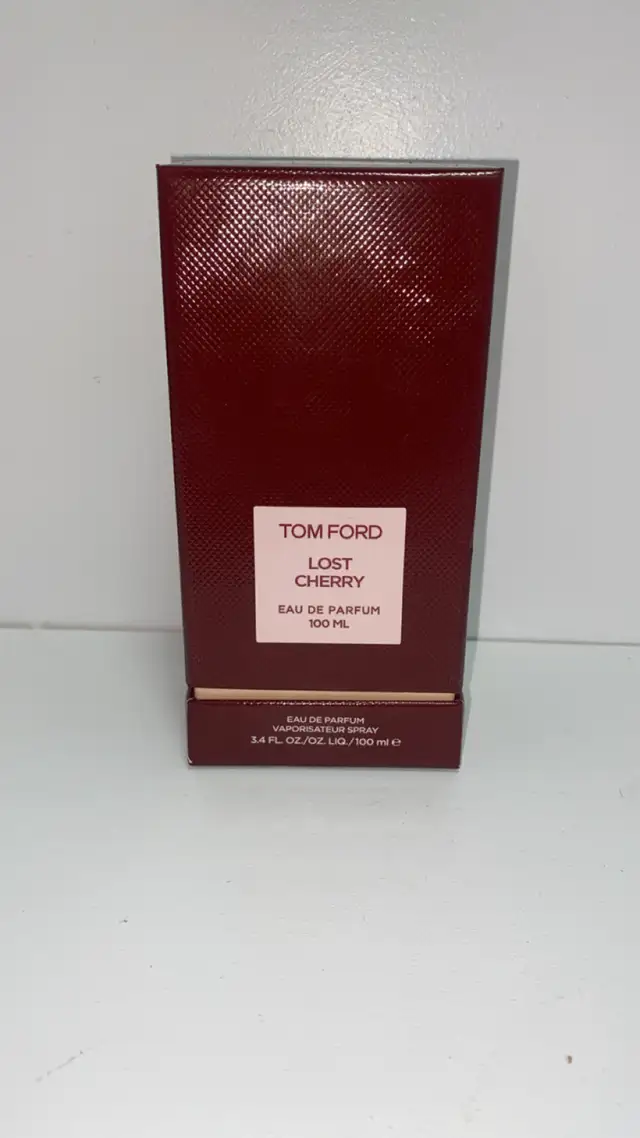 TOM FORD
LOST
CHERRY
EAU DE PARFUM
100 ML
EAU DE PARFUM
VAPORISATEUR SPRAY
3.4 FL. OZ./OZ. LIQ./100 ml ℮